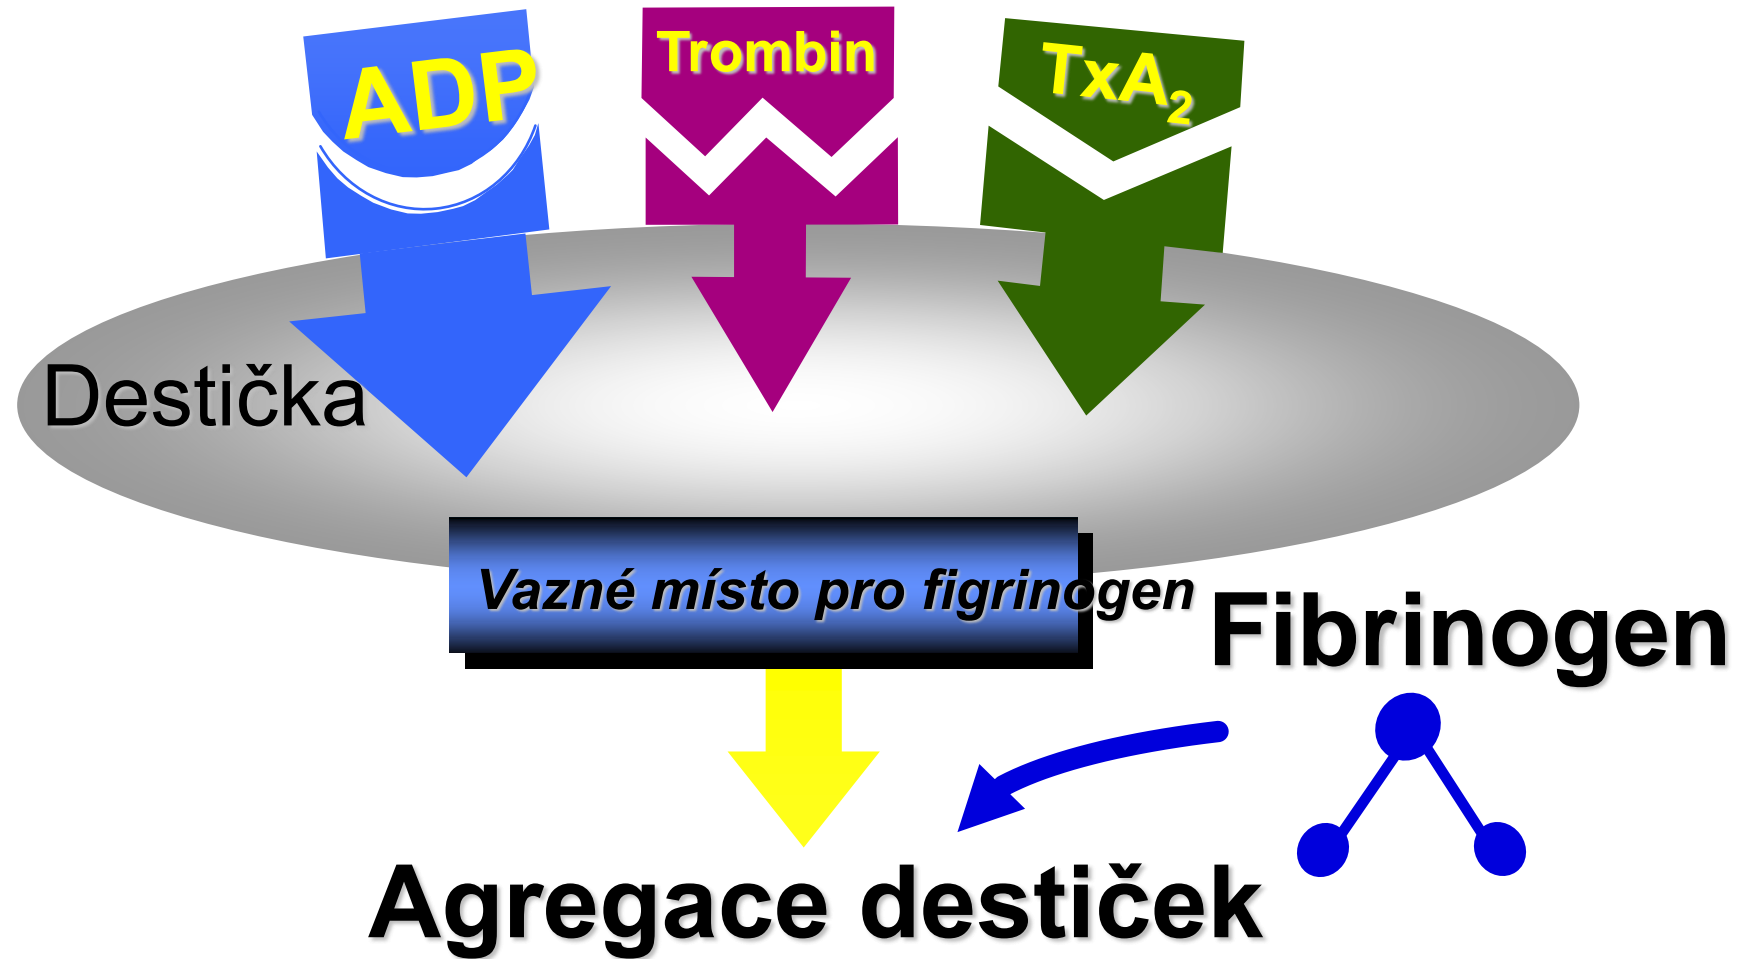 ADP
Trombin
TxA₂
Destička
Vazné místo pro figrinogen
Fibrinogen
Agregace destiček